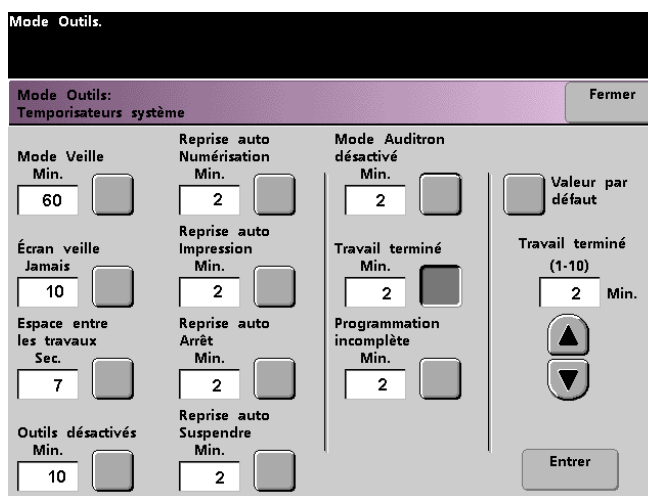 Mode Outils.
Mode Outils:
Temporisateurs système
Fermer
Mode Veille
Min.
60
Écran veille
Jamais
10
Espace entre
les travaux
Sec.
7
Outils désactivés
Min.
10
Reprise auto
Numérisation
Min.
2
Reprise auto
Impression
Min.
2
Reprise auto
Arrêt
Min.
2
Reprise auto
Suspendre
Min.
2
Mode Auditron
désactivé
Min.
2
Travail terminé
Min.
2
Programmation
incomplète
Min.
2
Valeur par
défaut
Travail terminé
(1-10)
2 Min.
Entrer